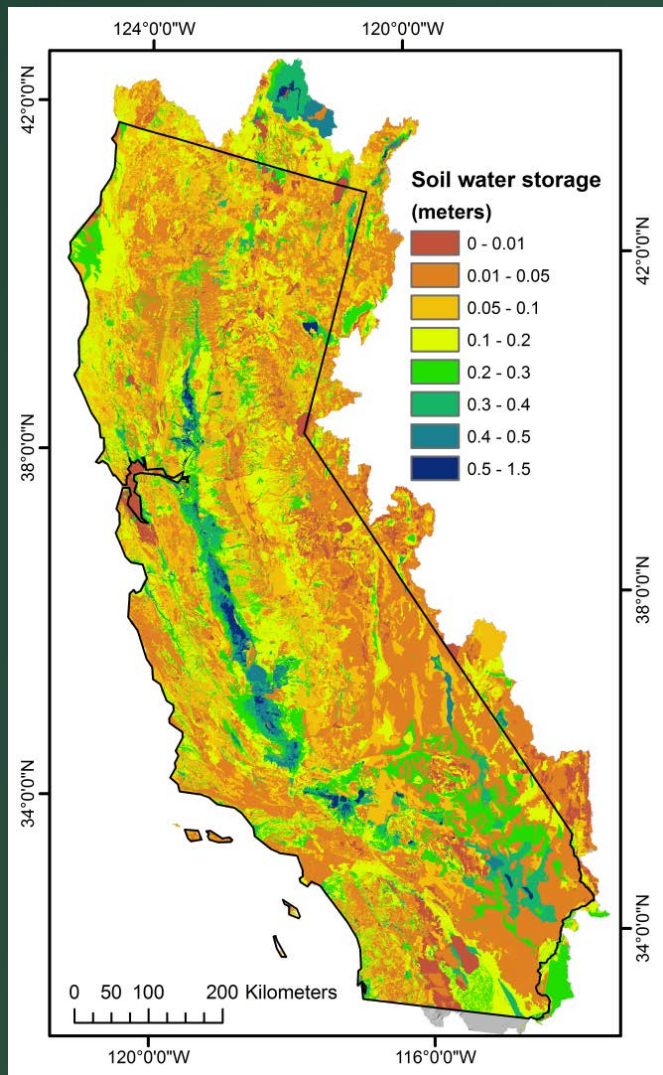 124°0'0"W 120°0'0"W
42°0'0"N
Soil water storage
(meters)
0 - 0.01
0.01 - 0.05
0.05 - 0.1
0.1 - 0.2
0.2 - 0.3
0.3 - 0.4
0.4 - 0.5
0.5 - 1.5
42°0'0"N
38°0'0"N
38°0'0"N
34°0'0"N
34°0'0"N
0 50 100 200 Kilometers
120°0'0"W 116°0'0"W